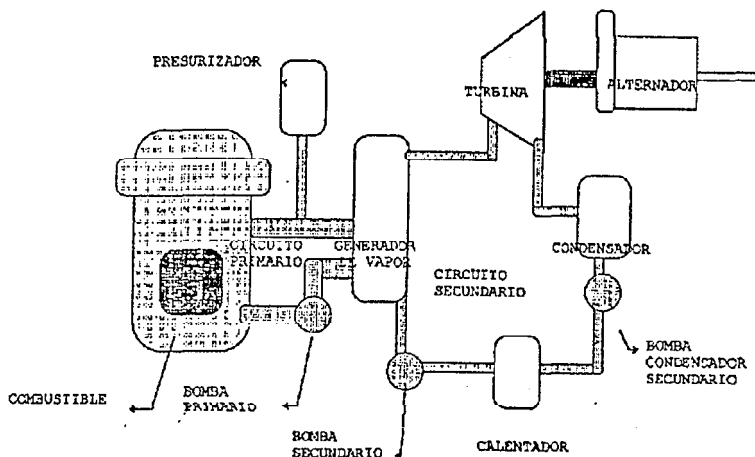 PRESURIZADOR
TURBINA
ALTERNADOR
CIRCUITO
PRIMARIO
GENERADOR
DE VAPOR
CIRCUITO
SECUNDARIO
CONDENSADOR
BOMBA
CONDENSADOR
SECUNDARIO
COMBUSTIBLE
BOMBA
PRIMARIO
BOMBA
SECUNDARIO
CALENTADOR